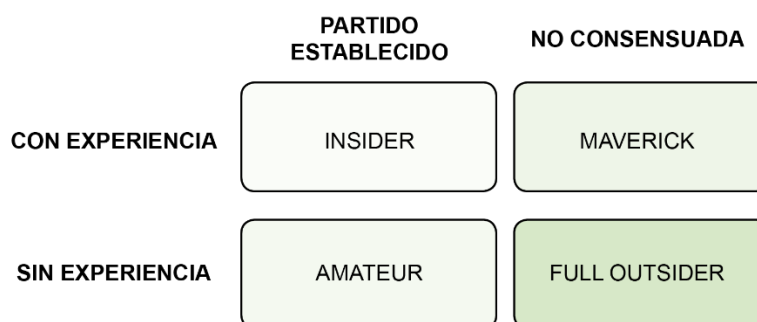 PARTIDO
ESTABLECIDO
NO CONSENSUADA
CON EXPERIENCIA
INSIDER
MAVERICK
SIN EXPERIENCIA
AMATEUR
FULL OUTSIDER